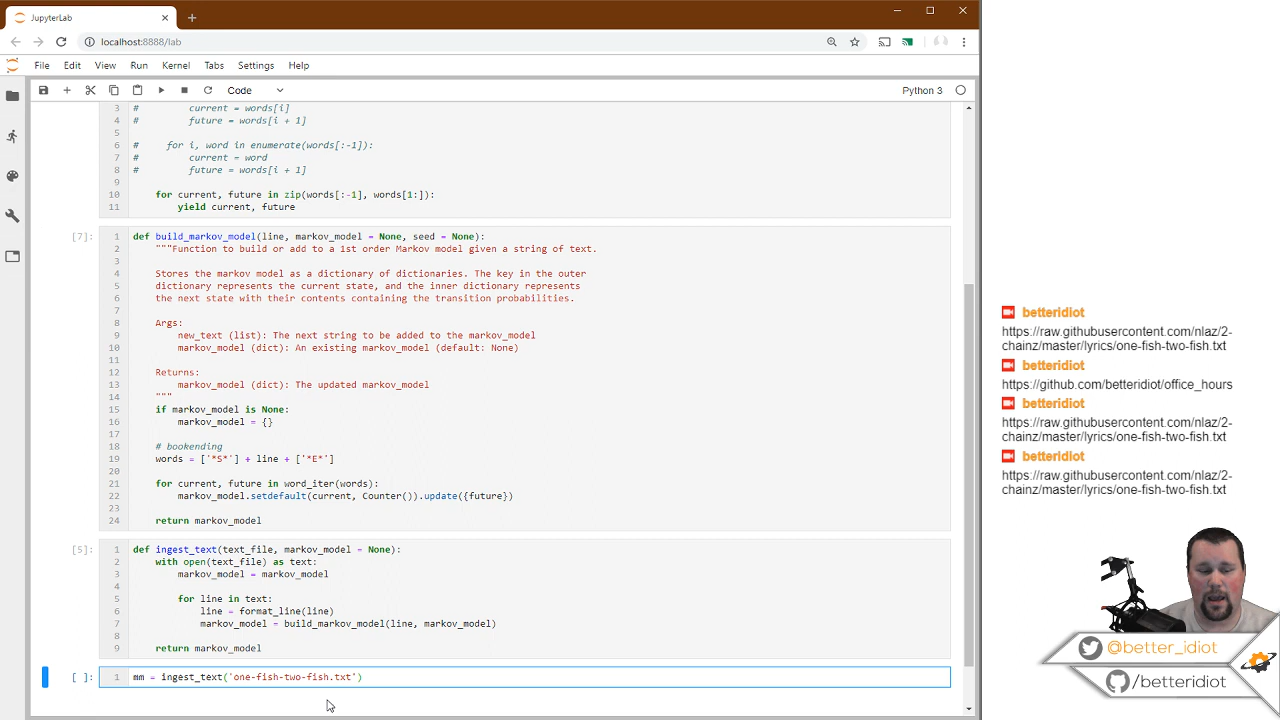 JupyterLab
localhost:8888/lab
File Edit View Run Kernel Tabs Settings Help
Code
Python 3
3 # current = words[i]
4 # future = words[i + 1]
5
6 # for i, word in enumerate(words[:-1]):
7 # current = word
8 # future = words[i + 1]
9
10 for current, future in zip(words[:-1], words[1:]):
11 yield current, future
[7]: 1 def build_markov_model(line, markov_model = None, seed = None):
2 """Function to build or add to a 1st order Markov model given a string of text.
3
4 Stores the markov model as a dictionary of dictionaries. The key in the outer
5 dictionary represents the current state, and the inner dictionary represents
6 the next state with their contents containing the transition probabilities.
7
8 Args:
9 new_text (list): The next string to be added to the markov_model
10 markov_model (dict): An existing markov_model (default: None)
11
12 Returns:
13 markov_model (dict): The updated markov_model
14 """
15 if markov_model is None:
16 markov_model = {}
17
18 # bookending
19 words = ['*S*'] + line + ['*E*']
20
21 for current, future in word_iter(words):
22 markov_model.setdefault(current, Counter()).update({future})
23
24 return markov_model
[5]: 1 def ingest_text(text_file, markov_model = None):
2 with open(text_file) as text:
3 markov_model = markov_model
4
5 for line in text:
6 line = format_line(line)
7 markov_model = build_markov_model(line, markov_model)
8
9 return markov_model
[ ]: 1 mm = ingest_text('one-fish-two-fish.txt')
betteridiot
https://raw.githubusercontent.com/nlaz/2-
chainz/master/lyrics/one-fish-two-fish.txt
betteridiot
https://github.com/betteridiot/office_hours
betteridiot
https://raw.githubusercontent.com/nlaz/2-
chainz/master/lyrics/one-fish-two-fish.txt
betteridiot
https://raw.githubusercontent.com/nlaz/2-
chainz/master/lyrics/one-fish-two-fish.txt
@better_idiot
/betteridiot